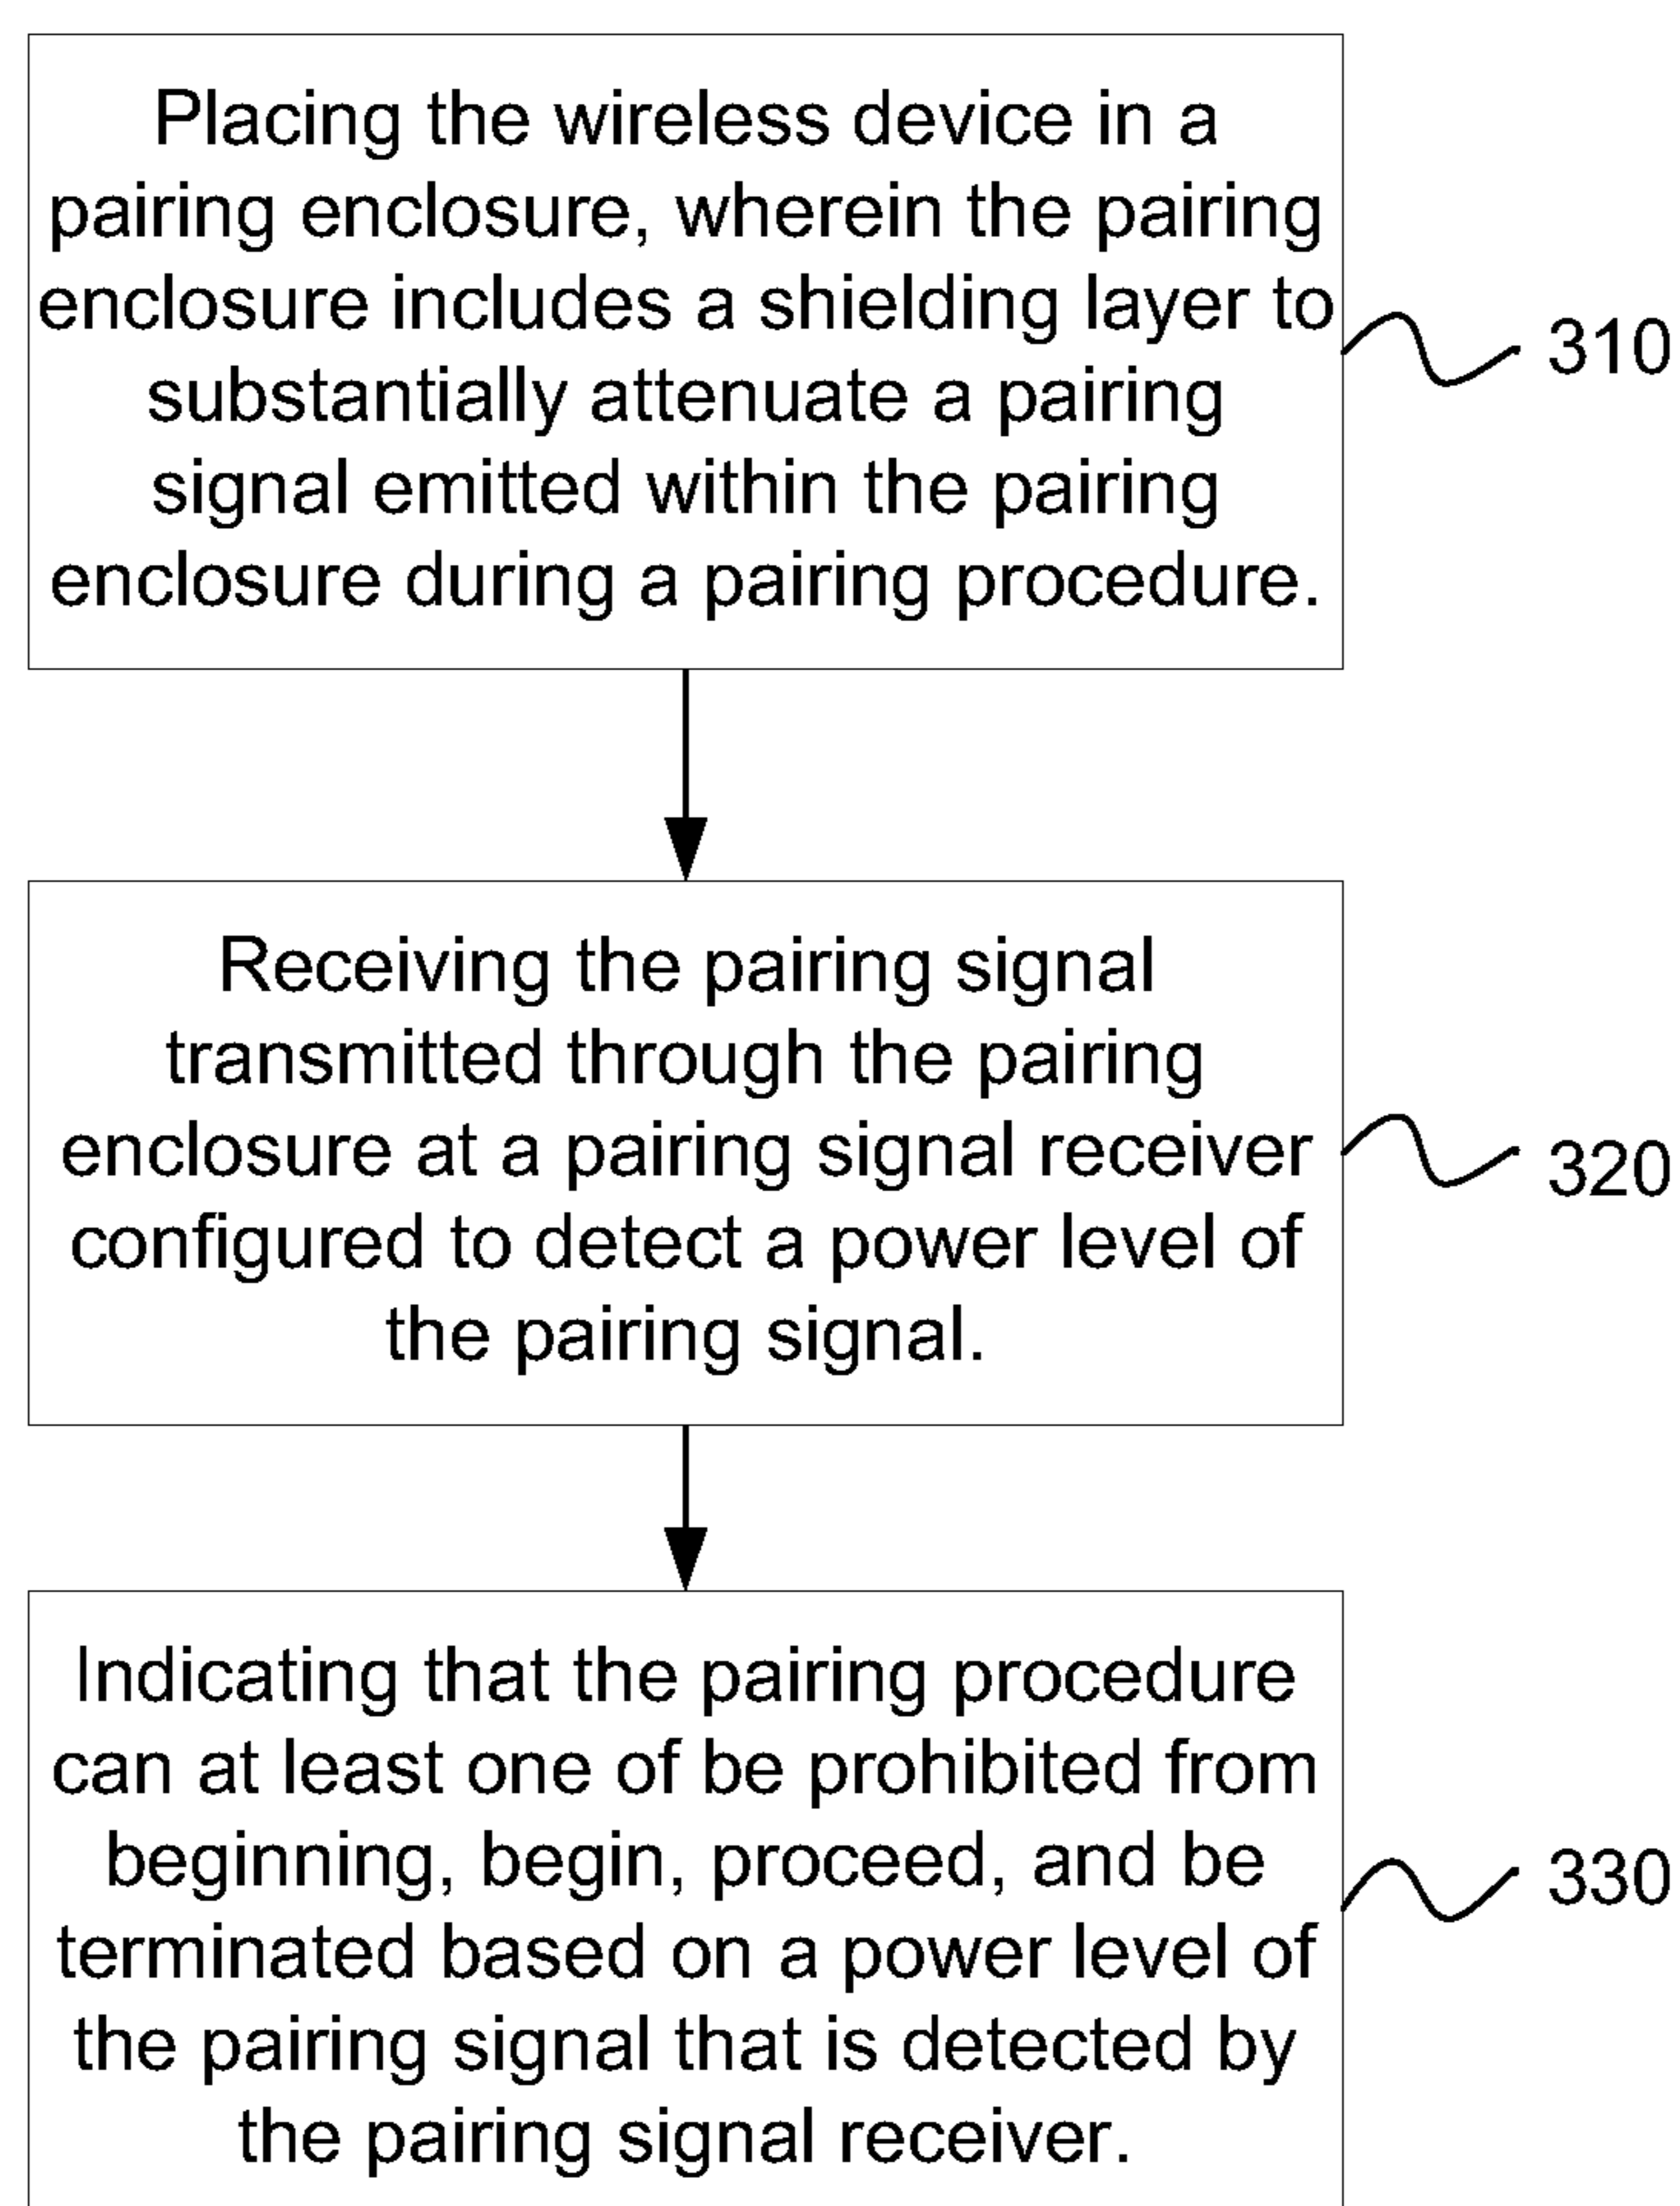 Placing the wireless device in a
pairing enclosure, wherein the pairing
enclosure includes a shielding layer to
substantially attenuate a pairing
signal emitted within the pairing
enclosure during a pairing procedure.
310
Receiving the pairing signal
transmitted through the pairing
enclosure at a pairing signal receiver
configured to detect a power level of
the pairing signal.
320
Indicating that the pairing procedure
can at least one of be prohibited from
beginning, begin, proceed, and be
terminated based on a power level of
the pairing signal that is detected by
the pairing signal receiver.
330